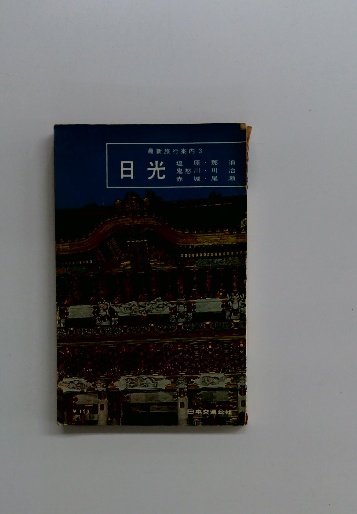 最新旅行案内 3
日光
塩原・那須
鬼怒川・川治
赤城・尾瀬
日本交通公社